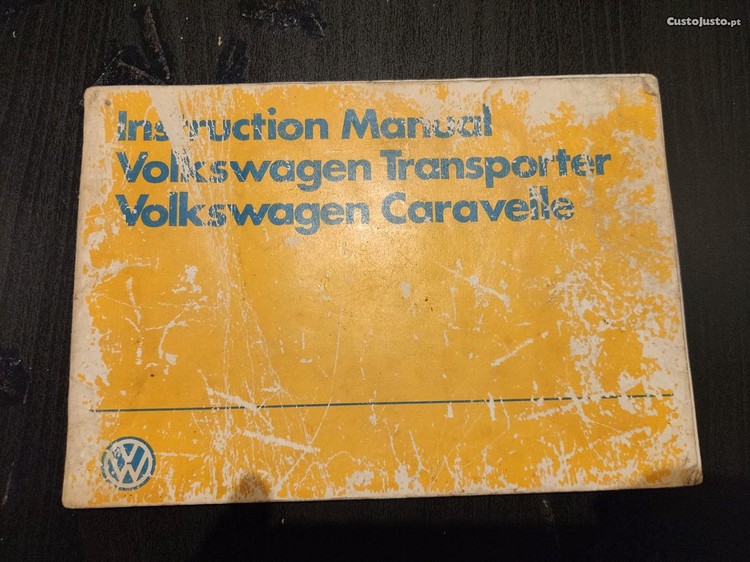 CustoJusto.pt
Instruction Manual
Volkswagen Transporter
Volkswagen Caravelle
VW